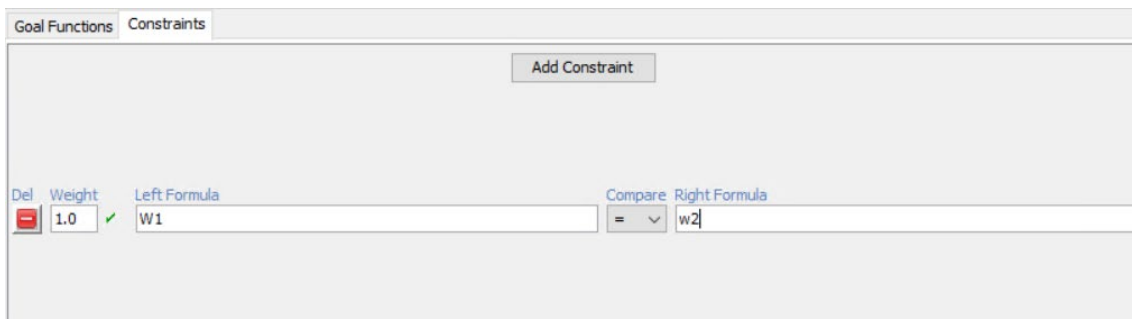 Goal Functions Constraints
Add Constraint
Del Weight Left Formula Compare Right Formula
1.0 W1 = w2